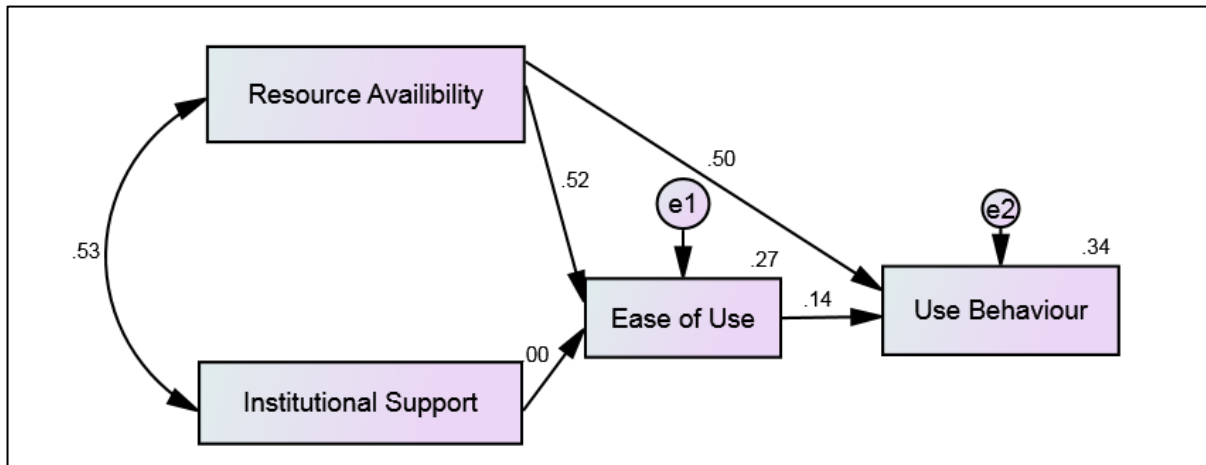 Resource Availibility
.50
.52
e1
e2
.53
.27
.34
Ease of Use
.14
Use Behaviour
.00
Institutional Support